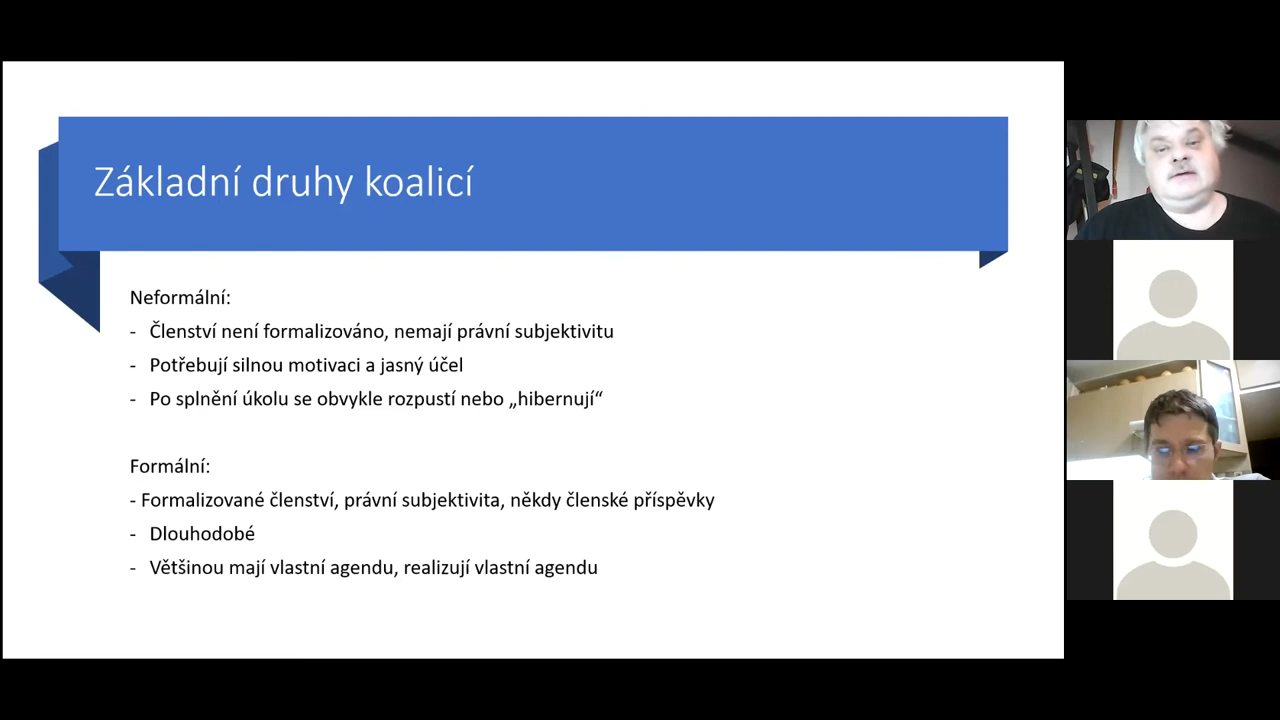 Základní druhy koalicí
Neformální:
- Členství není formalizováno, nemají právní subjektivitu
- Potřebují silnou motivaci a jasný účel
- Po splnění úkolu se obvykle rozpustí nebo „hibernují“
Formální:
- Formalizované členství, právní subjektivita, někdy členské příspěvky
- Dlouhodobé
- Většinou mají vlastní agendu, realizují vlastní agendu